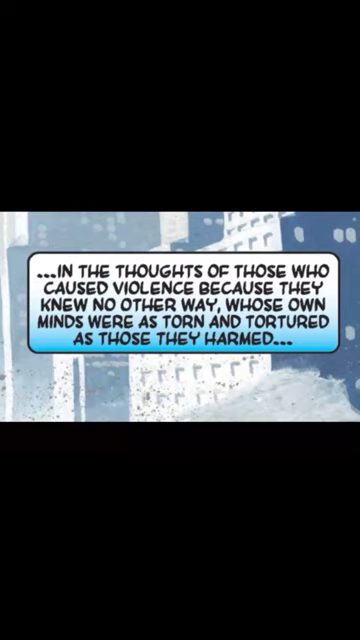 ...IN THE THOUGHTS OF THOSE WHO
CAUSED VIOLENCE BECAUSE THEY
KNEW NO OTHER WAY, WHOSE OWN
MINDS WERE AS TORN AND TORTURED
AS THOSE THEY HARMED...